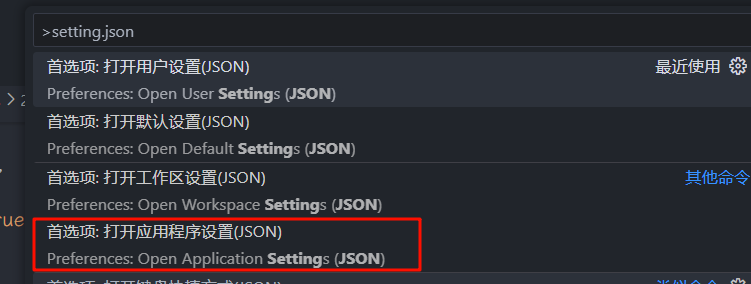 >setting.json
首选项: 打开用户设置(JSON) 最近使用
Preferences: Open User Settings (JSON)
首选项: 打开默认设置(JSON)
Preferences: Open Default Settings (JSON)
首选项: 打开工作区设置(JSON) 其他命令
Preferences: Open Workspace Settings (JSON)
首选项: 打开应用程序设置(JSON)
rue
Preferences: Open Application Settings (JSON)